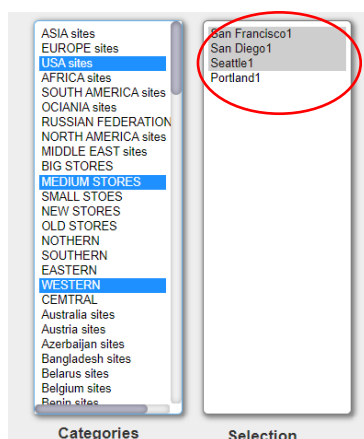 ASIA sites
EUROPE sites
USA sites
AFRICA sites
SOUTH AMERICA sites
OCIANIA sites
RUSSIAN FEDERATION
NORTH AMERICA sites
MIDDLE EAST sites
BIG STORES
MEDIUM STORES
SMALL STOES
NEW STORES
OLD STORES
NOTHERN
SOUTHERN
EASTERN
WESTERN
CEMTRAL
Australia sites
Austria sites
Azerbaijan sites
Bangladesh sites
Belarus sites
Belgium sites
Benin sites
Categories
San Francisco1
San Diego1
Seattle1
Portland1
Selection